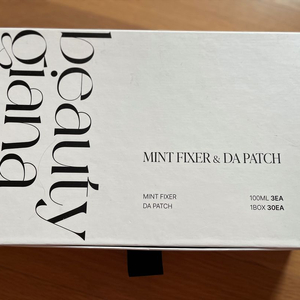 beauty
giana
MINT FIXER & DA PATCH
MINT FIXER 100ML 3EA
DA PATCH 1BOX 30EA